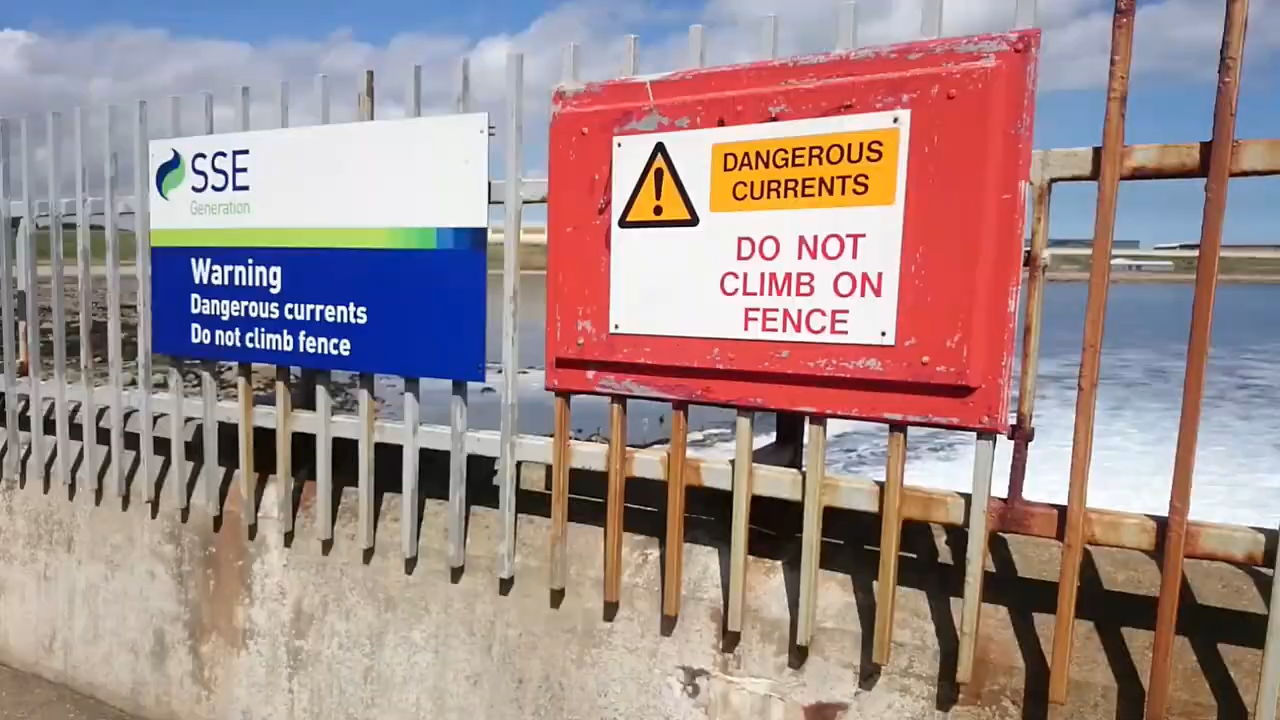 SSE
Generation
Warning
Dangerous currents
Do not climb fence
DANGEROUS
CURRENTS
DO NOT
CLIMB ON
FENCE